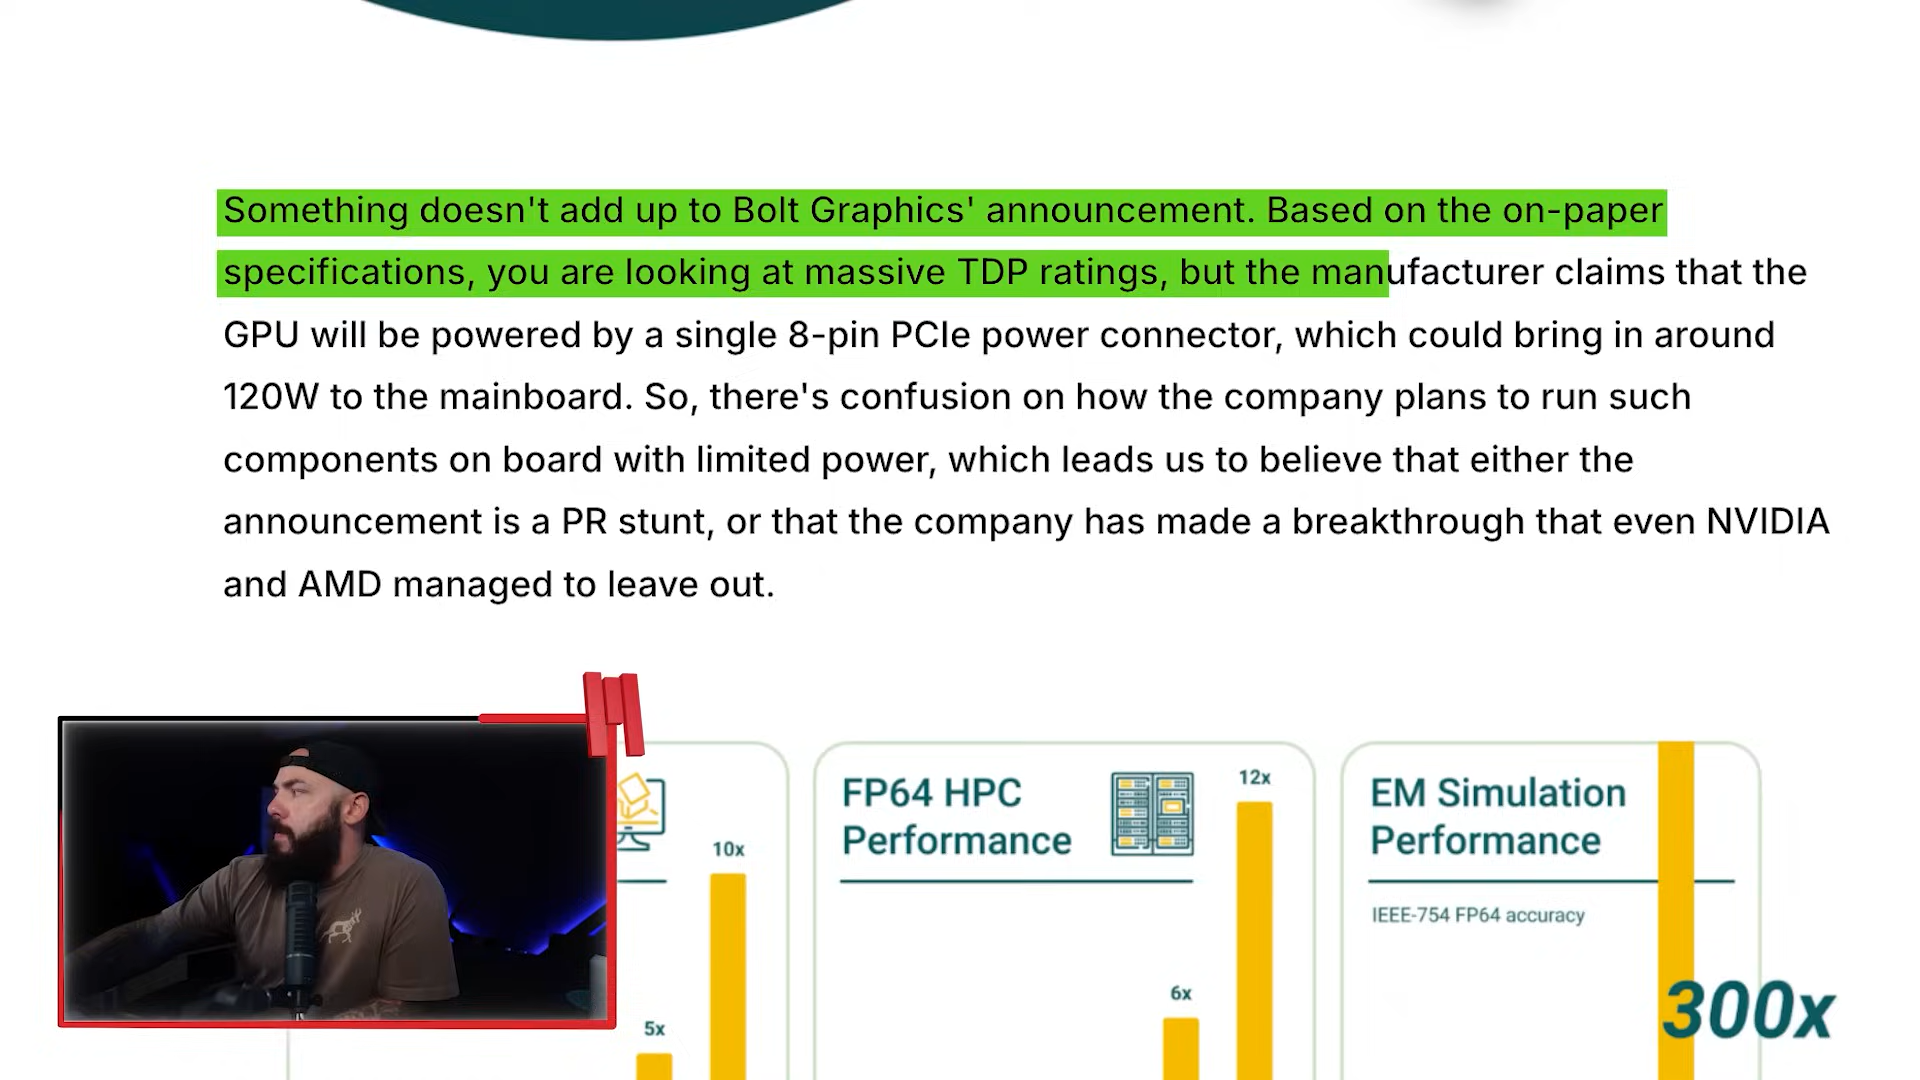 Something doesn't add up to Bolt Graphics' announcement. Based on the on-paper
specifications, you are looking at massive TDP ratings, but the manufacturer claims that the
GPU will be powered by a single 8-pin PCIe power connector, which could bring in around
120W to the mainboard. So, there's confusion on how the company plans to run such
components on board with limited power, which leads us to believe that either the
announcement is a PR stunt, or that the company has made a breakthrough that even NVIDIA
and AMD managed to leave out.
10x
5x
FP64 HPC
Performance
12x
6x
EM Simulation
Performance
IEEE-754 FP64 accuracy
300x